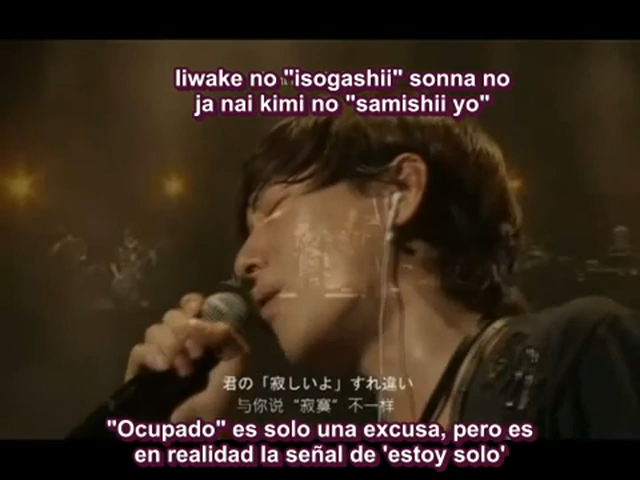 Iiwake no "isogashii" sonna no
ja nai kimi no "samishii yo"
君の「寂しいよ」すれ違い
与你说“寂寞”不一样
"Ocupado" es solo una excusa, pero es
en realidad la señal de 'estoy solo'